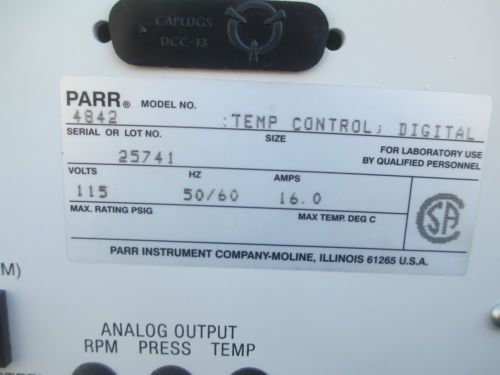 CAPLUGS
DCC-13
PARR® MODEL NO.
4842 :TEMP CONTROL; DIGITAL
SERIAL OR LOT NO. SIZE
25741
FOR LABORATORY USE
BY QUALIFIED PERSONNEL
VOLTS HZ AMPS
115 50/60 16.0
MAX. RATING PSIG MAX TEMP. DEG C
PARR INSTRUMENT COMPANY-MOLINE, ILLINOIS 61265 U.S.A.
CSA
M)
ANALOG OUTPUT
RPM PRESS TEMP